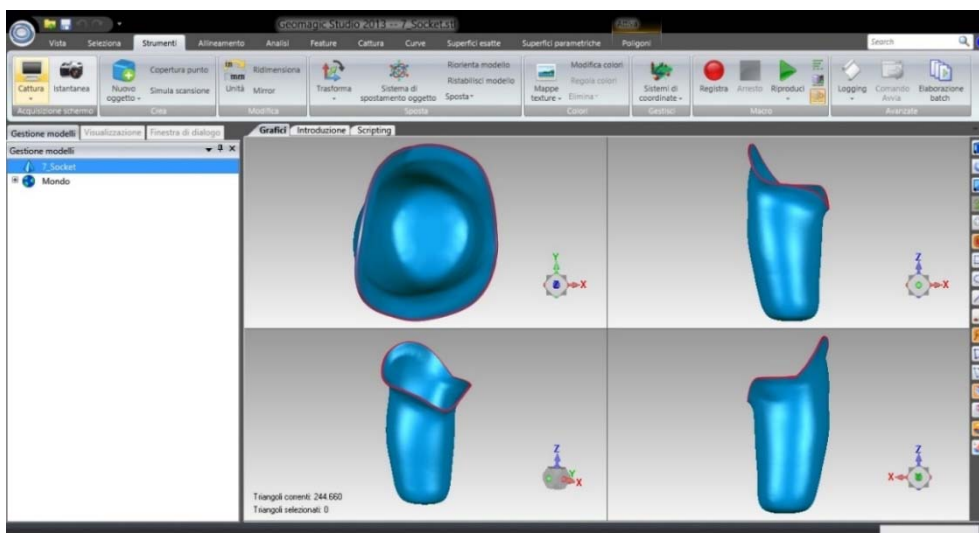 Geomagic Studio 2013 -- 7_Socket.stl
Vista Seleziona Strumenti Allineamento Analisi Feature Cattura Curve Superfici esatte Superfici parametriche Poligoni
Search
Cattura Istantanea
Acquisizione schermo
Nuovo oggetto
Copertura punto
Simula scansione
Crea
Unità
Ridimensiona
Mirror
Modifica
Trasforma
Sistema di spostamento oggetto
Riorienta modello
Ristabilisci modello
Sposta
Sposta
Mappe texture
Modifica colori
Regola colori
Elimina
Colori
Sistemi di coordinate
Gestisci
Registra Arresto Riproduci
Macro
Logging Comando Avvia Elaborazione batch
Avanzate
Gestione modelli Visualizzazione Finestra di dialogo
Grafici Introduzione Scripting
Gestione modelli
7_Socket
Mondo
Y
X
Z
X
Z
Y
X
Z
X
Triangoli correnti: 244.660
Triangoli selezionati: 0